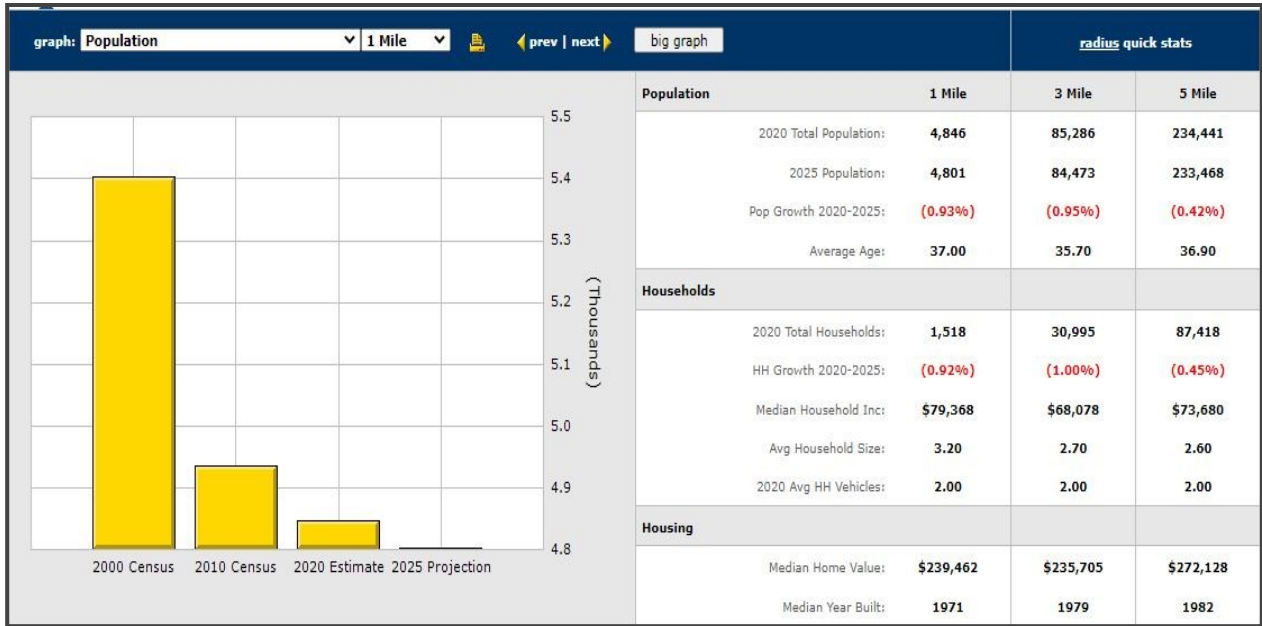 graph: Population 1 Mile prev | next big graph radius quick stats
5.5
5.4
5.3
5.2
5.1
5.0
4.9
4.8
(Thousands)
2000 Census 2010 Census 2020 Estimate 2025 Projection
Population 1 Mile 3 Mile 5 Mile
2020 Total Population: 4,846 85,286 234,441
2025 Population: 4,801 84,473 233,468
Pop Growth 2020-2025: (0.93%) (0.95%) (0.42%)
Average Age: 37.00 35.70 36.90
Households
2020 Total Households: 1,518 30,995 87,418
HH Growth 2020-2025: (0.92%) (1.00%) (0.45%)
Median Household Inc: $79,368 $68,078 $73,680
Avg Household Size: 3.20 2.70 2.60
2020 Avg HH Vehicles: 2.00 2.00 2.00
Housing
Median Home Value: $239,462 $235,705 $272,128
Median Year Built: 1971 1979 1982